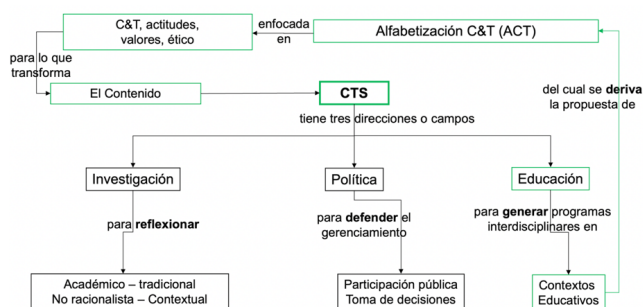 C&T, actitudes,
valores, ético
enfocada
en
Alfabetización C&T (ACT)
para lo que
transforma
El Contenido
CTS
del cual se deriva
la propuesta de
tiene tres direcciones o campos
Investigación
Política
Educación
para reflexionar
para defender el
gerenciamiento
para generar programas
interdisciplinares en
Académico – tradicional
No racionalista – Contextual
Participación pública
Toma de decisiones
Contextos
Educativos